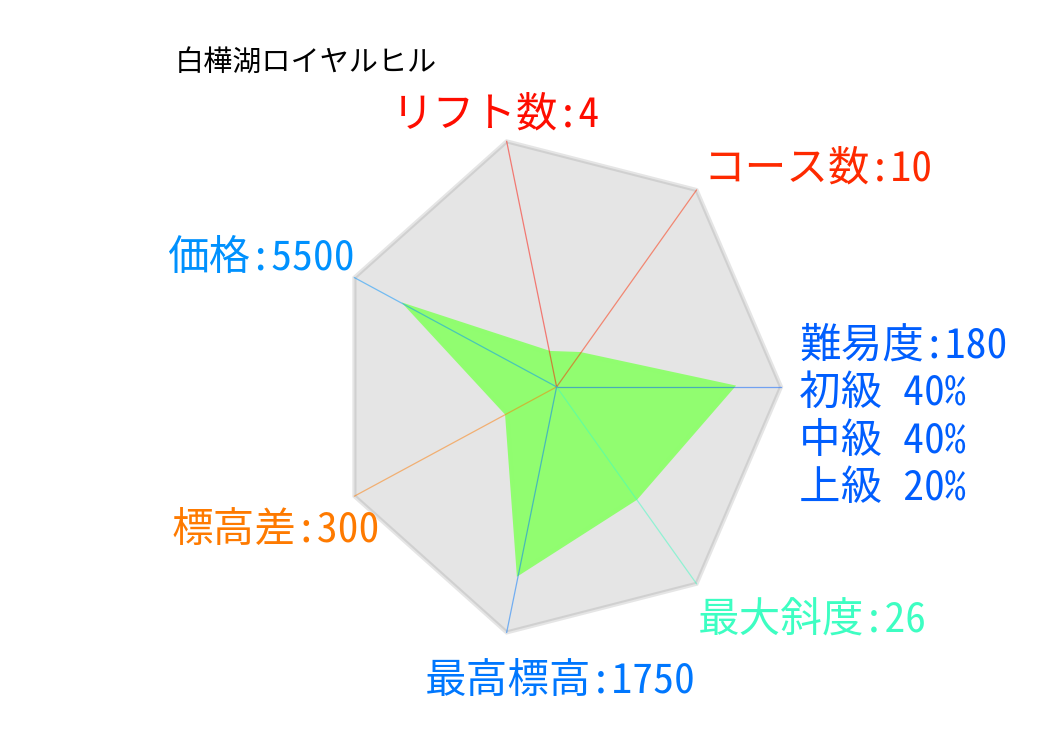 白樺湖ロイヤルヒル
リフト数:4
コース数:10
価格:5500
難易度:180
初級 40%
中級 40%
上級 20%
標高差:300
最大斜度:26
最高標高:1750